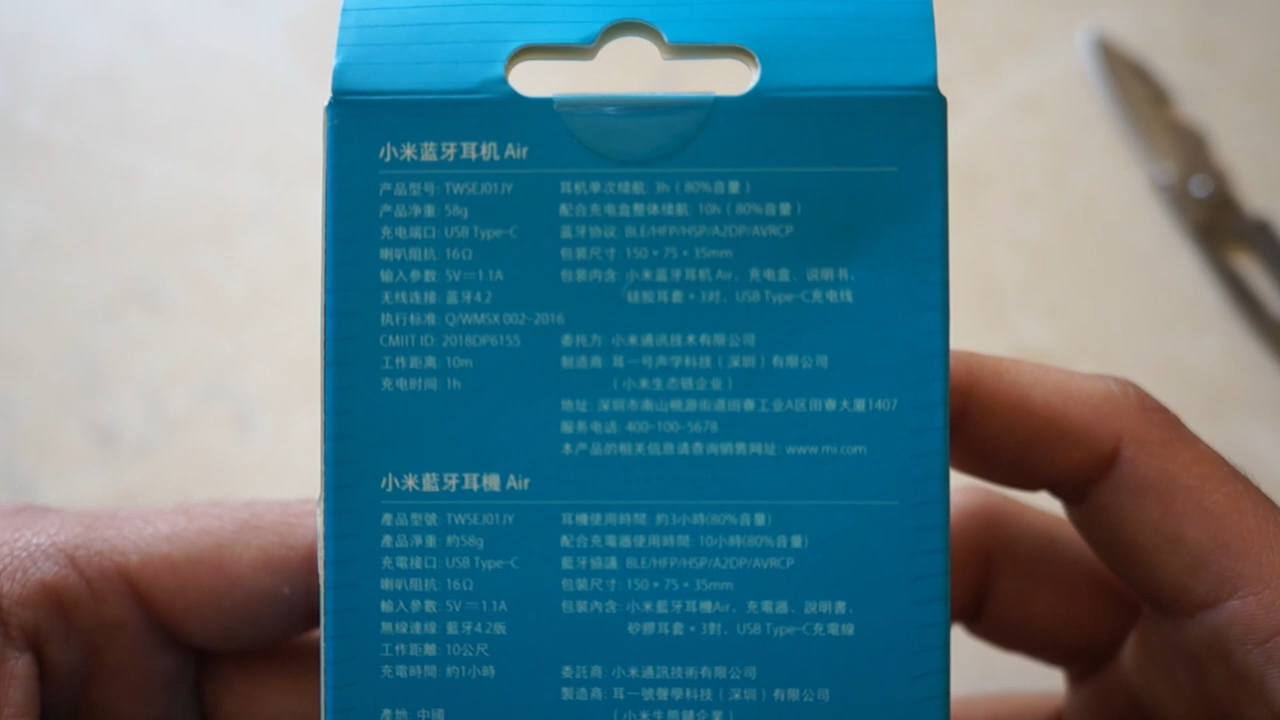 小米蓝牙耳机 Air
产品型号: TWSEJ01JY
产品净重: 58g
充电端口: USB Type-C
喇叭阻抗: 16Ω
输入参数: 5V⎓1.1A
无线连接: 蓝牙4.2
执行标准: Q/WMSX 002-2016
CMIIT ID: 2018DP6155
工作距离: 10m
充电时间: 1h
耳机单次续航: 3h（80%音量）
配合充电盒整体续航: 10h（80%音量）
蓝牙协议: BLE/HFP/HSP/A2DP/AVRCP
包装尺寸: 150 * 75 * 35mm
包装内含: 小米蓝牙耳机 Air、充电盒、说明书、
硅胶耳套 * 3对、USB Type-C充电线
委托方: 小米通讯技术有限公司
制造商: 耳一号声学科技（深圳）有限公司
（小米生态链企业）
地址: 深圳市南山桃源街道田寮工业A区田寮大厦1407
服务电话: 400-100-5678
本产品的相关信息请查询销售网址: www.mi.com
小米藍牙耳機 Air
產品型號: TWSEJ01JY
產品淨重: 約58g
充電接口: USB Type-C
喇叭阻抗: 16Ω
輸入參數: 5V⎓1.1A
無線連線: 藍牙4.2版
工作距離: 10公尺
充電時間: 約1小時
產地: 中國
耳機使用時間: 約3小時(80%音量)
配合充電器使用時間: 10小時(80%音量)
藍牙協議: BLE/HFP/HSP/A2DP/AVRCP
包裝尺寸: 150 * 75 * 35mm
包裝內含: 小米藍牙耳機Air、充電器、說明書、
矽膠耳套 * 3對、USB Type-C充電線
委託商: 小米通訊技術有限公司
製造商: 耳一號聲學科技（深圳）有限公司
（小米生態鏈企業）